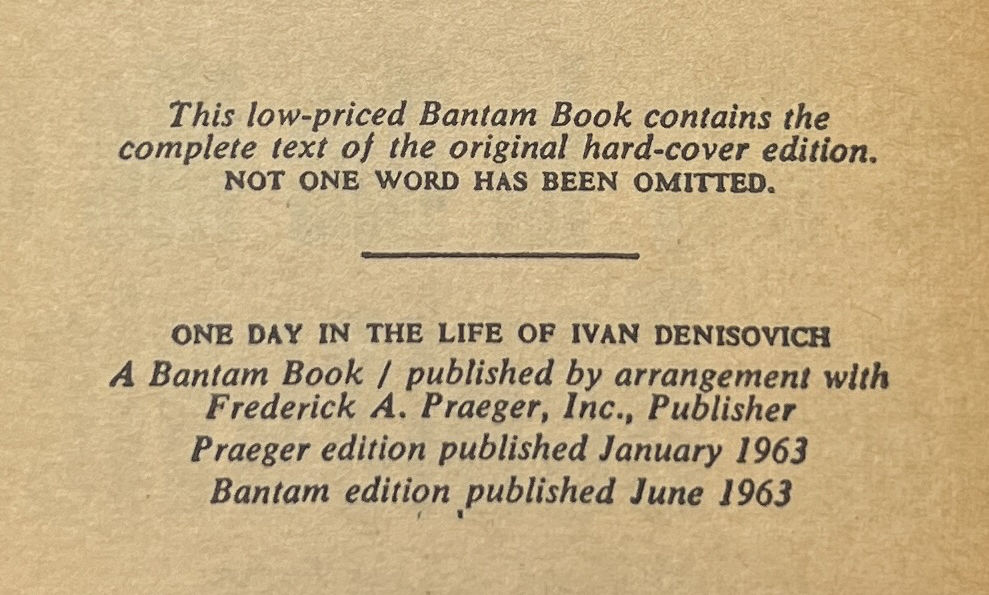 This low-priced Bantam Book contains the
complete text of the original hard-cover edition.
NOT ONE WORD HAS BEEN OMITTED.
ONE DAY IN THE LIFE OF IVAN DENISOVICH
A Bantam Book / published by arrangement with
Frederick A. Praeger, Inc., Publisher
Praeger edition published January 1963
Bantam edition published June 1963